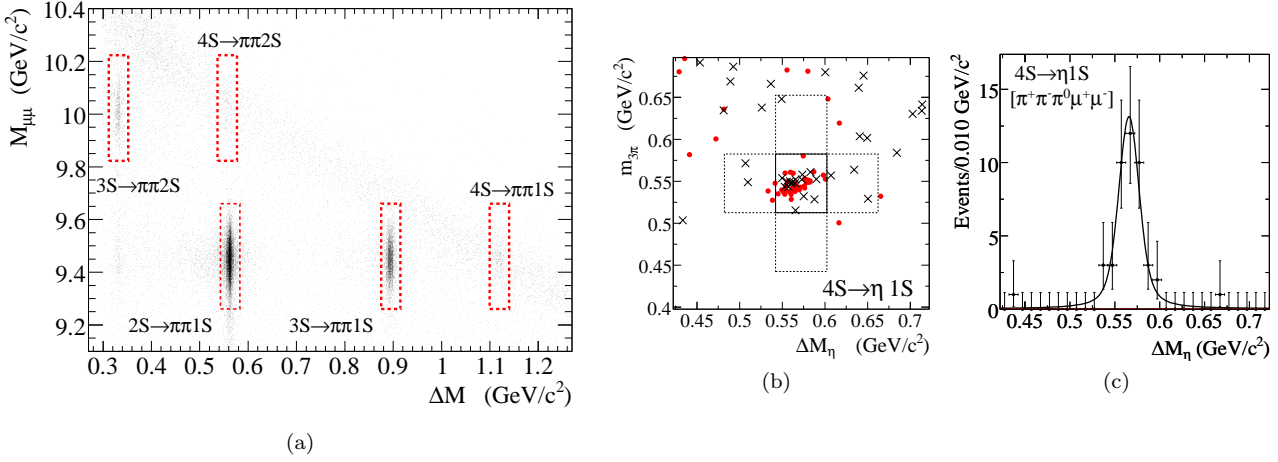 M_μμ (GeV/c²)
10.4
10.2
10
9.8
9.6
9.4
9.2
4S→ππ2S
3S→ππ2S
4S→ππ1S
2S→ππ1S
3S→ππ1S
0.3 0.4 0.5 0.6 0.7 0.8 0.9 1 1.1 1.2
ΔM (GeV/c²)
(a)
m_3π (GeV/c²)
0.65
0.6
0.55
0.5
0.45
0.4
4S→η 1S
0.45 0.5 0.55 0.6 0.65 0.7
ΔM_η (GeV/c²)
(b)
Events/0.010 GeV/c²
15
10
5
0
4S→η1S
[π⁺π⁻π⁰μ⁺μ⁻]
0.45 0.5 0.55 0.6 0.65 0.7
ΔM_η (GeV/c²)
(c)